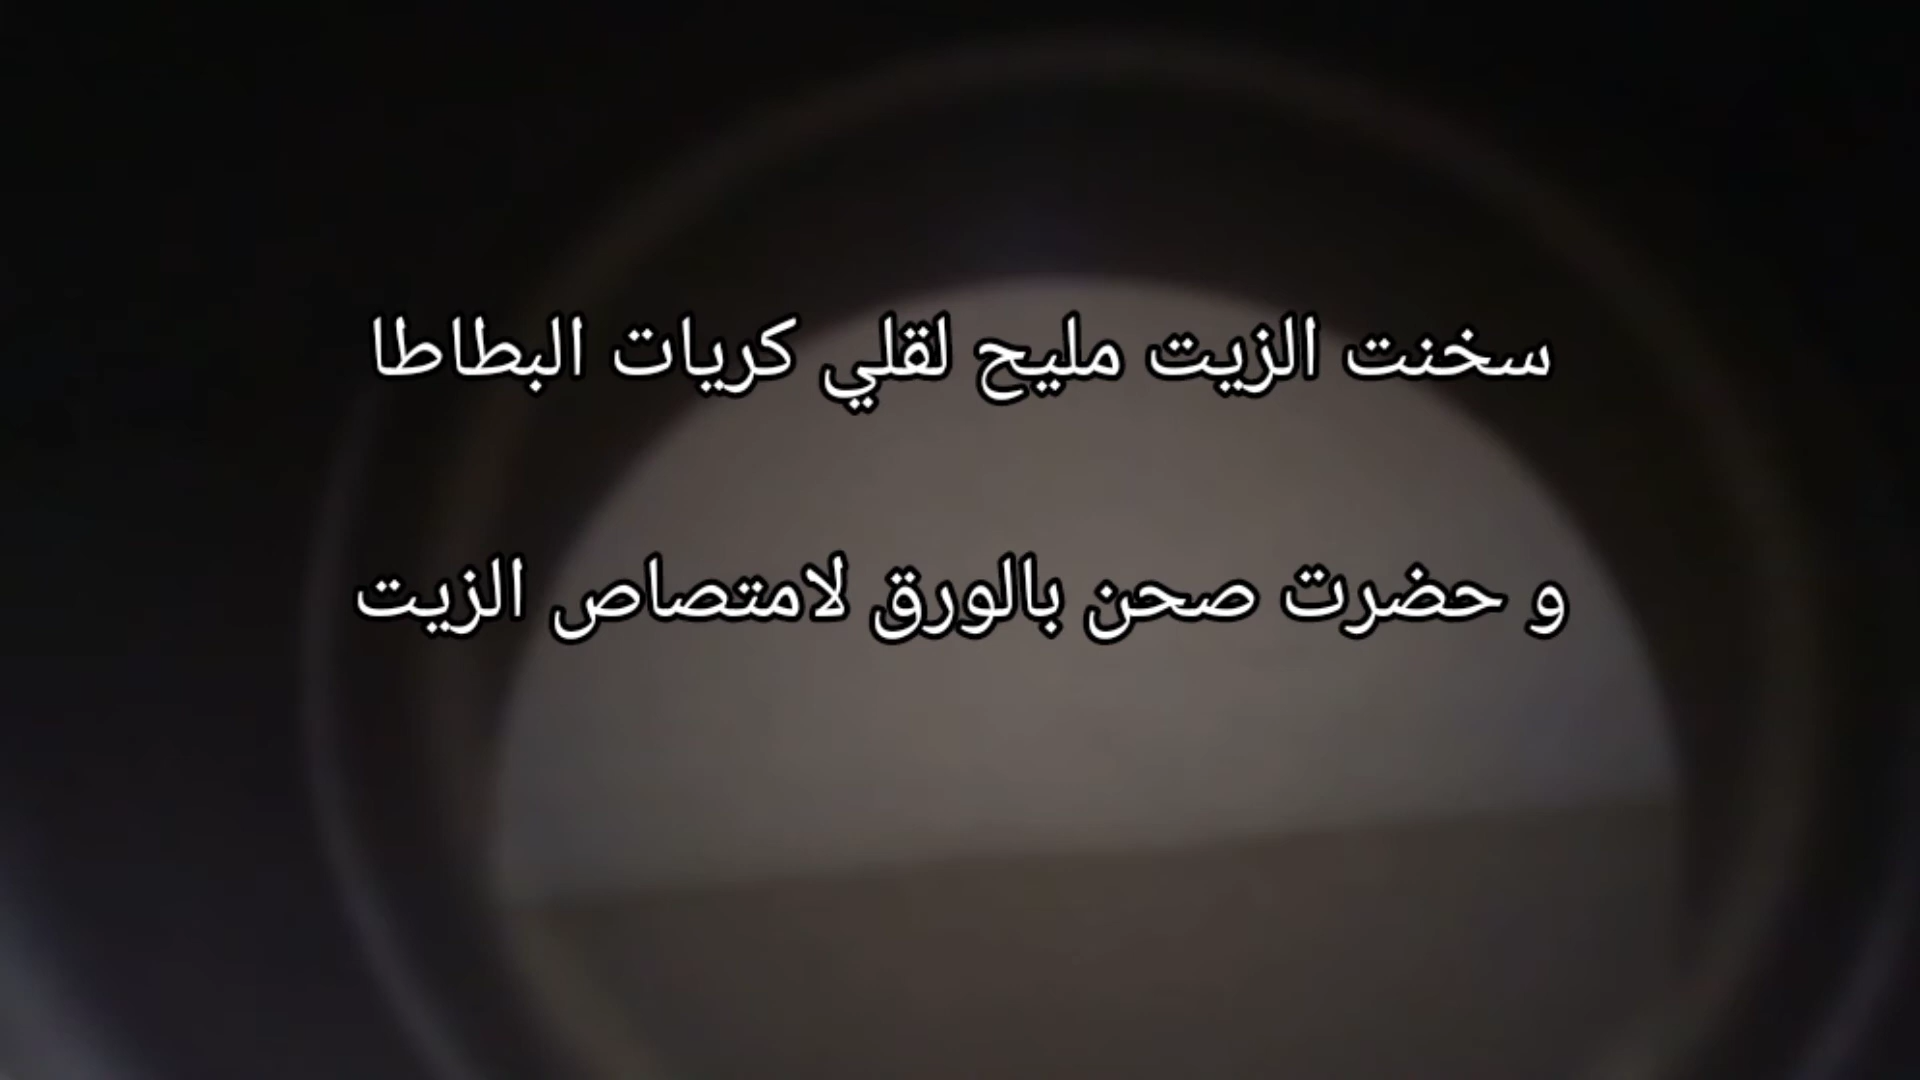 سخنت الزيت مليح لقلي كريات البطاطا
و حضرت صحن بالورق لامتصاص الزيت